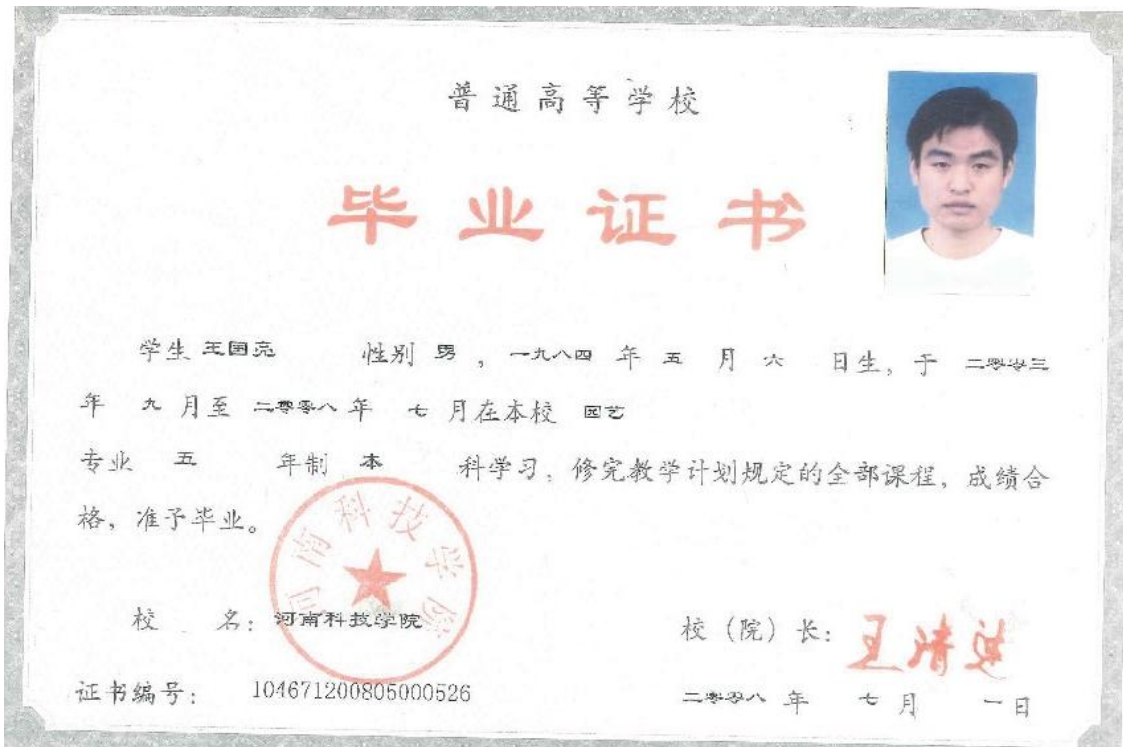 普通高等学校
毕业证书
学生 王国亮 性别 男 ，一九八四 年 五 月 六 日生，于 二零零三
年 九 月至 二零零八 年 七 月在本校 园艺
专业 五 年制 本 科学习，修完教学计划规定的全部课程，成绩合
格，准予毕业。
河南科技学院
校 名：河南科技学院
校（院）长：王清连
证书编号： 104671200805000526
二零零八 年 七 月 一 日